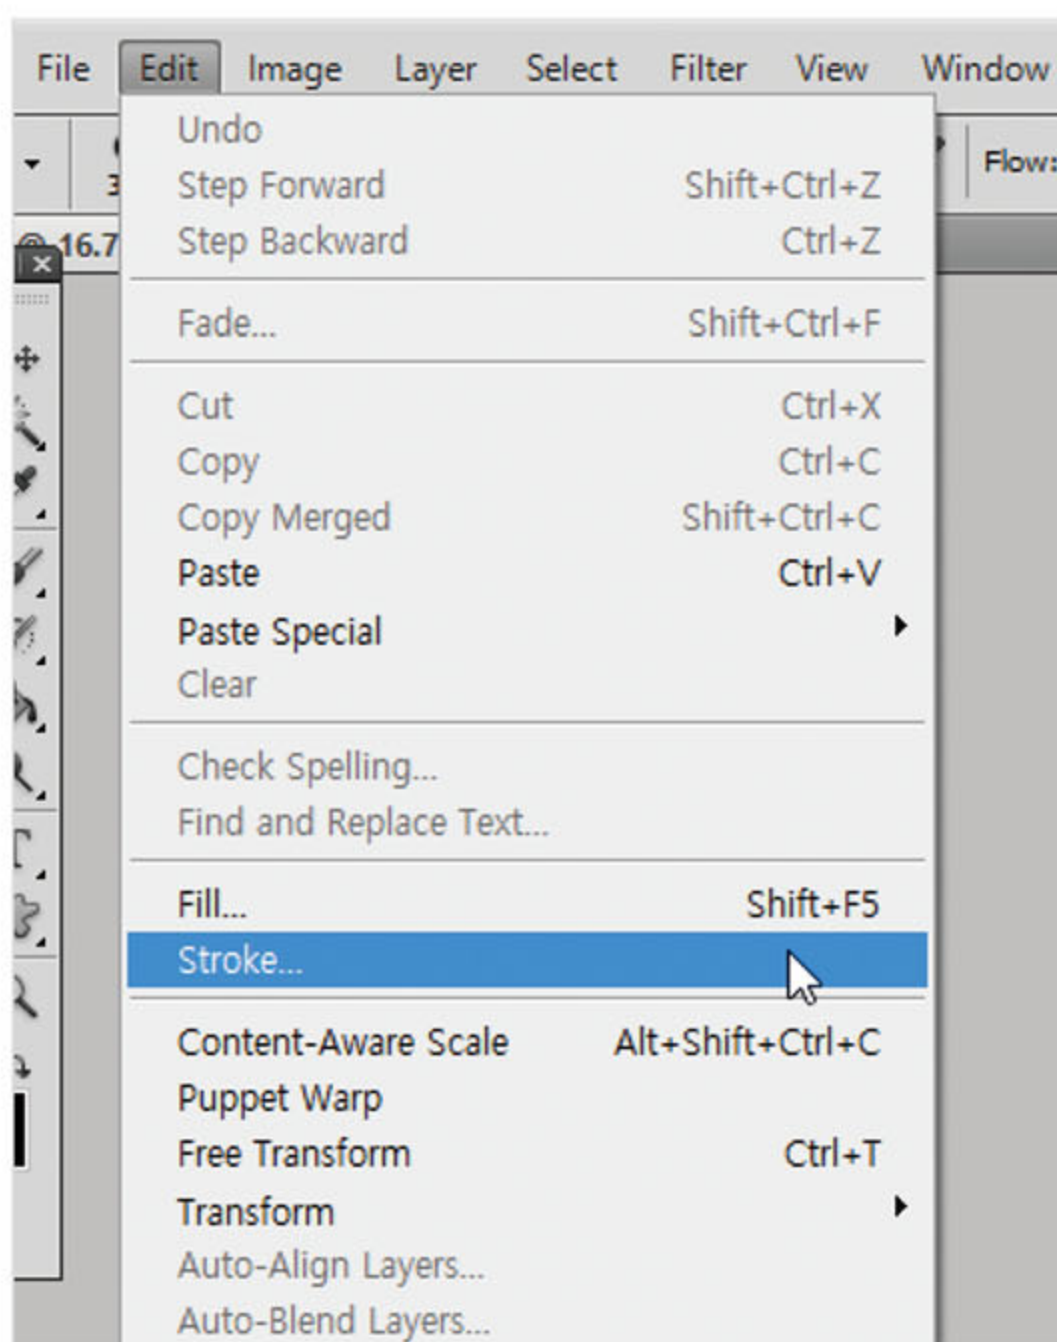 File Edit Image Layer Select Filter View Window
Undo
3 Flow:
Step Forward Shift+Ctrl+Z
@ 16.7 Step Backward Ctrl+Z
Fade... Shift+Ctrl+F
Cut Ctrl+X
Copy Ctrl+C
Copy Merged Shift+Ctrl+C
Paste Ctrl+V
Paste Special
Clear
Check Spelling...
Find and Replace Text...
Fill... Shift+F5
Stroke...
Content-Aware Scale Alt+Shift+Ctrl+C
Puppet Warp
Free Transform Ctrl+T
Transform
Auto-Align Layers...
Auto-Blend Layers...